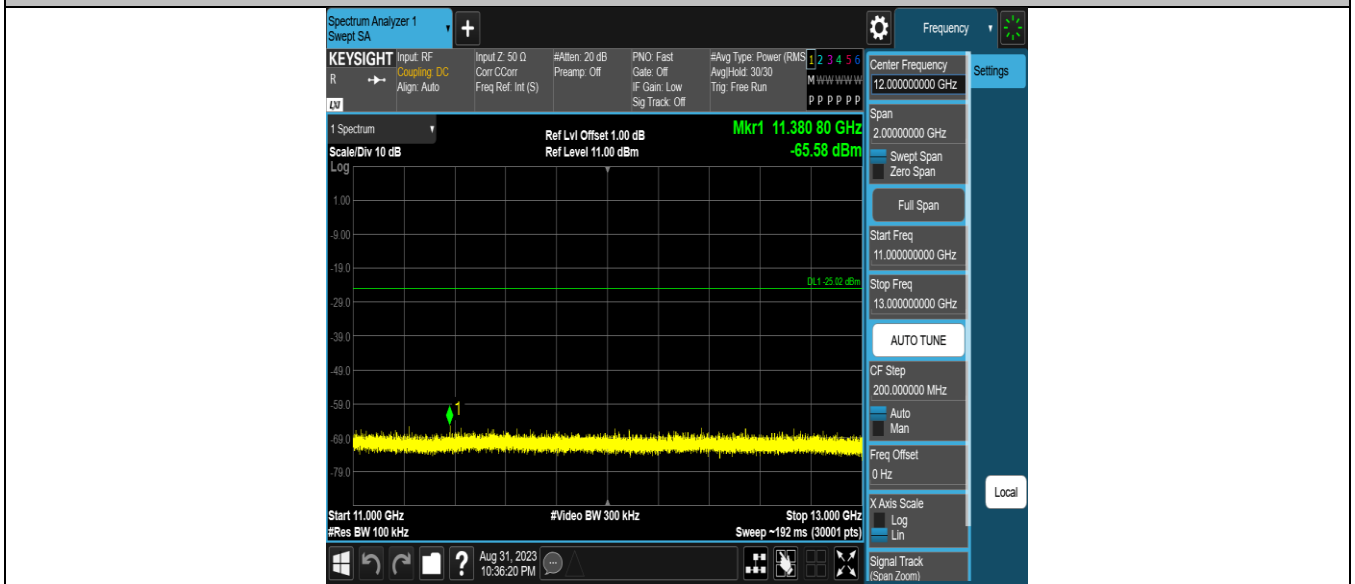 Spectrum Analyzer 1
Swept SA
+
Frequency
KEYSIGHT
R
LXI
Input: RF
Coupling: DC
Align: Auto
Input Z: 50 Ω
Corr CCorr
Freq Ref: Int (S)
#Atten: 20 dB
Preamp: Off
PNO: Fast
Gate: Off
IF Gain: Low
Sig Track: Off
#Avg Type: Power (RMS
Avg|Hold: 30/30
Trig: Free Run
1 2 3 4 5 6
M W W W W W
P P P P P P
1 Spectrum
Scale/Div 10 dB
Log
Ref Lvl Offset 1.00 dB
Ref Level 11.00 dBm
Mkr1 11.380 80 GHz
-65.58 dBm
1.00
-9.00
-19.0
DL1 -25.02 dBm
-29.0
-39.0
-49.0
-59.0
1
-69.0
-79.0
Start 11.000 GHz
#Res BW 100 kHz
#Video BW 300 kHz
Stop 13.000 GHz
Sweep ~192 ms (30001 pts)
?
Aug 31, 2023
10:36:20 PM
Center Frequency
12.000000000 GHz
Settings
Span
2.00000000 GHz
Swept Span
Zero Span
Full Span
Start Freq
11.000000000 GHz
Stop Freq
13.000000000 GHz
AUTO TUNE
CF Step
200.000000 MHz
Auto
Man
Freq Offset
0 Hz
X Axis Scale
Log
Lin
Local
Signal Track
(Span Zoom)